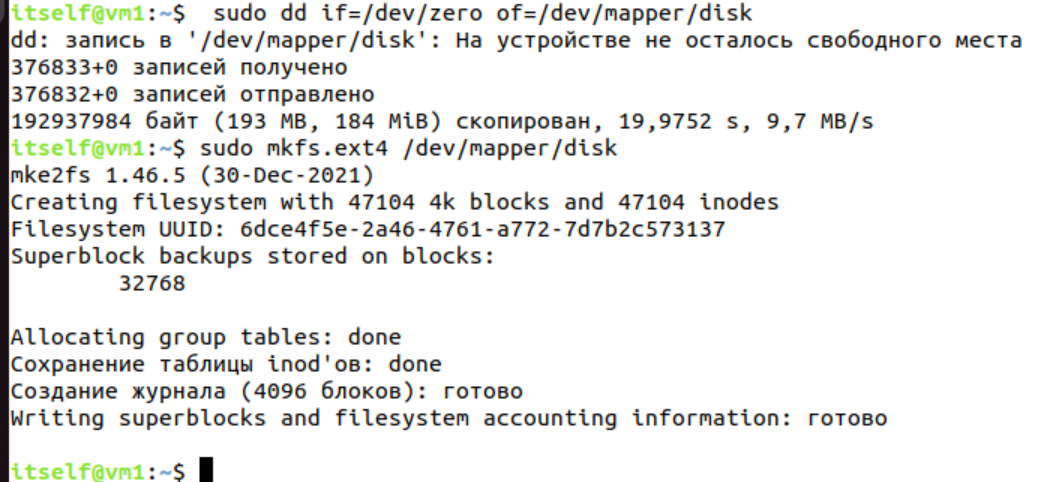 itself@vm1:~$  sudo dd if=/dev/zero of=/dev/mapper/disk
dd: запись в '/dev/mapper/disk': На устройстве не осталось свободного места
376833+0 записей получено
376832+0 записей отправлено
192937984 байт (193 MB, 184 MiB) скопирован, 19,9752 s, 9,7 MB/s
itself@vm1:~$ sudo mkfs.ext4 /dev/mapper/disk
mke2fs 1.46.5 (30-Dec-2021)
Creating filesystem with 47104 4k blocks and 47104 inodes
Filesystem UUID: 6dce4f5e-2a46-4761-a772-7d7b2c573137
Superblock backups stored on blocks:
        32768

Allocating group tables: done
Сохранение таблицы inod'ов: done
Создание журнала (4096 блоков): готово
Writing superblocks and filesystem accounting information: готово

itself@vm1:~$